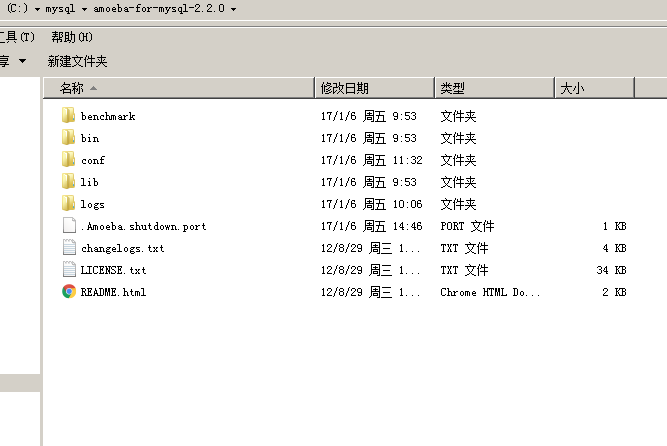 (C:) mysql amoeba-for-mysql-2.2.0
工具(T) 帮助(H)
享 新建文件夹
名称 修改日期 类型 大小
benchmark 17/1/6 周五 9:53 文件夹
bin 17/1/6 周五 9:53 文件夹
conf 17/1/6 周五 11:32 文件夹
lib 17/1/6 周五 9:53 文件夹
logs 17/1/6 周五 10:06 文件夹
.Amoeba.shutdown.port 17/1/6 周五 14:46 PORT 文件 1 KB
changelogs.txt 12/8/29 周三 1... TXT 文件 4 KB
LICENSE.txt 12/8/29 周三 1... TXT 文件 34 KB
README.html 12/8/29 周三 1... Chrome HTML Do... 2 KB